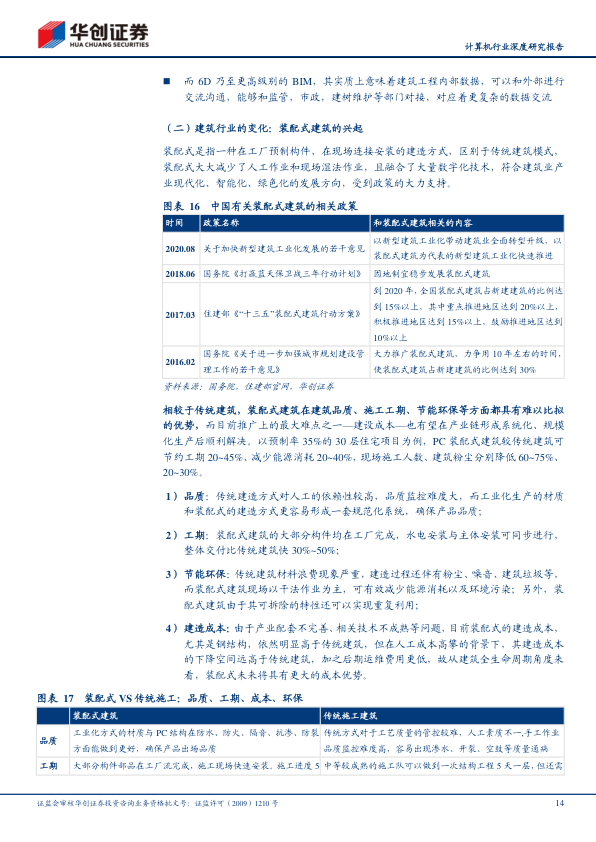 华创证券
HUA CHUANG SECURITIES
计算机行业深度研究报告
■ 而 6D 乃至更高级别的 BIM，其实质上意味着建筑工程内部数据，可以和外部进行
交流沟通，能够和监管，市政，建树维护等部门对接，对应着更复杂的数据交流
（二）建筑行业的变化：装配式建筑的兴起
装配式是指一种在工厂预制构件、在现场连接安装的建造方式，区别于传统建筑模式，
装配式大大减少了人工作业和现场湿法作业，且融合了大量数字化技术，符合建筑业产
业现代化、智能化、绿色化的发展方向，受到政策的大力支持。
图表 16 中国有关装配式建筑的相关政策
时间 政策名称 和装配式建筑相关的内容
2020.08 关于加快新型建筑工业化发展的若干意见 以新型建筑工业化带动建筑业全面转型升级，以
装配式建筑为代表的新型建筑工业化快速推进
2018.06 国务院《打赢蓝天保卫战三年行动计划》 因地制宜稳步发展装配式建筑
2017.03 住建部《“十三五”装配式建筑行动方案》 到 2020 年，全国装配式建筑占新建建筑的比例达
到 15%以上，其中重点推进地区达到 20%以上，
积极推进地区达到 15%以上，鼓励推进地区达到
10%以上
2016.02 国务院《关于进一步加强城市规划建设管
理工作的若干意见》 大力推广装配式建筑，力争用 10 年左右的时间，
使装配式建筑占新建建筑的比例达到 30%
资料来源：国务院，住建部官网，华创证券
相较于传统建筑，装配式建筑在建筑品质、施工工期、节能环保等方面都具有难以比拟
的优势，而目前推广上的最大难点之一—建设成本—也有望在产业链形成系统化、规模
化生产后顺利解决。以预制率 35%的 30 层住宅项目为例，PC 装配式建筑较传统建筑可
节约工期 20~45%、减少能源消耗 20~40%，现场施工人数、建筑粉尘分别降低 60~75%、
20~30%。
1）品质：传统建造方式对人工的依赖性较高，品质监控难度大，而工业化生产的材质
和装配式的建造方式更容易形成一套规范化系统，确保产品品质；
2）工期：装配式建筑的大部分构件均在工厂完成，水电安装与主体安装可同步进行，
整体交付比传统建筑快 30%~50%；
3）节能环保：传统建筑材料浪费现象严重，建造过程还伴有粉尘、噪音、建筑垃圾等，
而装配式建筑现场以干法作业为主，可有效减少能源消耗以及环境污染；另外，装
配式建筑由于其可拆除的特性还可以实现重复利用；
4）建造成本：由于产业配套不完善、相关技术不成熟等问题，目前装配式的建造成本，
尤其是钢结构，依然明显高于传统建筑，但在人工成本高攀的背景下，其建造成本
的下降空间远高于传统建筑，加之后期运维费用更低，故从建筑全生命周期角度来
看，装配式未来将具有更大的成本优势。
图表 17 装配式 VS 传统施工：品质、工期、成本、环保
装配式建筑 传统施工建筑
品质 工业化方式的材质与 PC 结构在防水、防火、隔音、抗渗、防裂 传统方式对于工艺质量的管控较难，人工素质不一,手工作业
方面能做到更好，确保产品出场品质 品质监控难度高，容易出现渗水、开裂、空鼓等质量通病
工期 大部分构件部品在工厂流完成，施工现场快速安装。施工进度 5 中等较成熟的施工队可以做到一次结构工程 5 天一层，但还需
证监会审核华创证券投资咨询业务资格批文号：证监许可（2009）1210 号
14